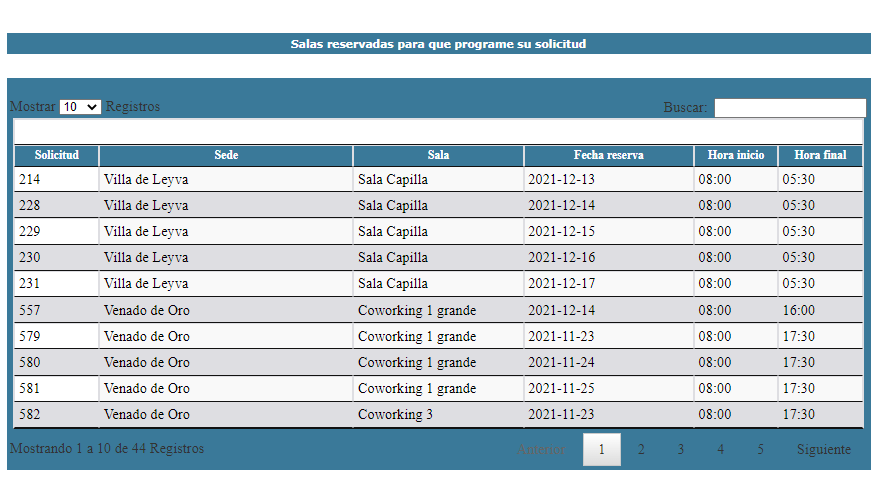 Salas reservadas para que programe su solicitud
Mostrar 10 Registros Buscar:
Solicitud Sede Sala Fecha reserva Hora inicio Hora final
214 Villa de Leyva Sala Capilla 2021-12-13 08:00 05:30
228 Villa de Leyva Sala Capilla 2021-12-14 08:00 05:30
229 Villa de Leyva Sala Capilla 2021-12-15 08:00 05:30
230 Villa de Leyva Sala Capilla 2021-12-16 08:00 05:30
231 Villa de Leyva Sala Capilla 2021-12-17 08:00 05:30
557 Venado de Oro Coworking 1 grande 2021-12-14 08:00 16:00
579 Venado de Oro Coworking 1 grande 2021-11-23 08:00 17:30
580 Venado de Oro Coworking 1 grande 2021-11-24 08:00 17:30
581 Venado de Oro Coworking 1 grande 2021-11-25 08:00 17:30
582 Venado de Oro Coworking 3 2021-11-23 08:00 17:30
Mostrando 1 a 10 de 44 Registros Anterior 1 2 3 4 5 Siguiente